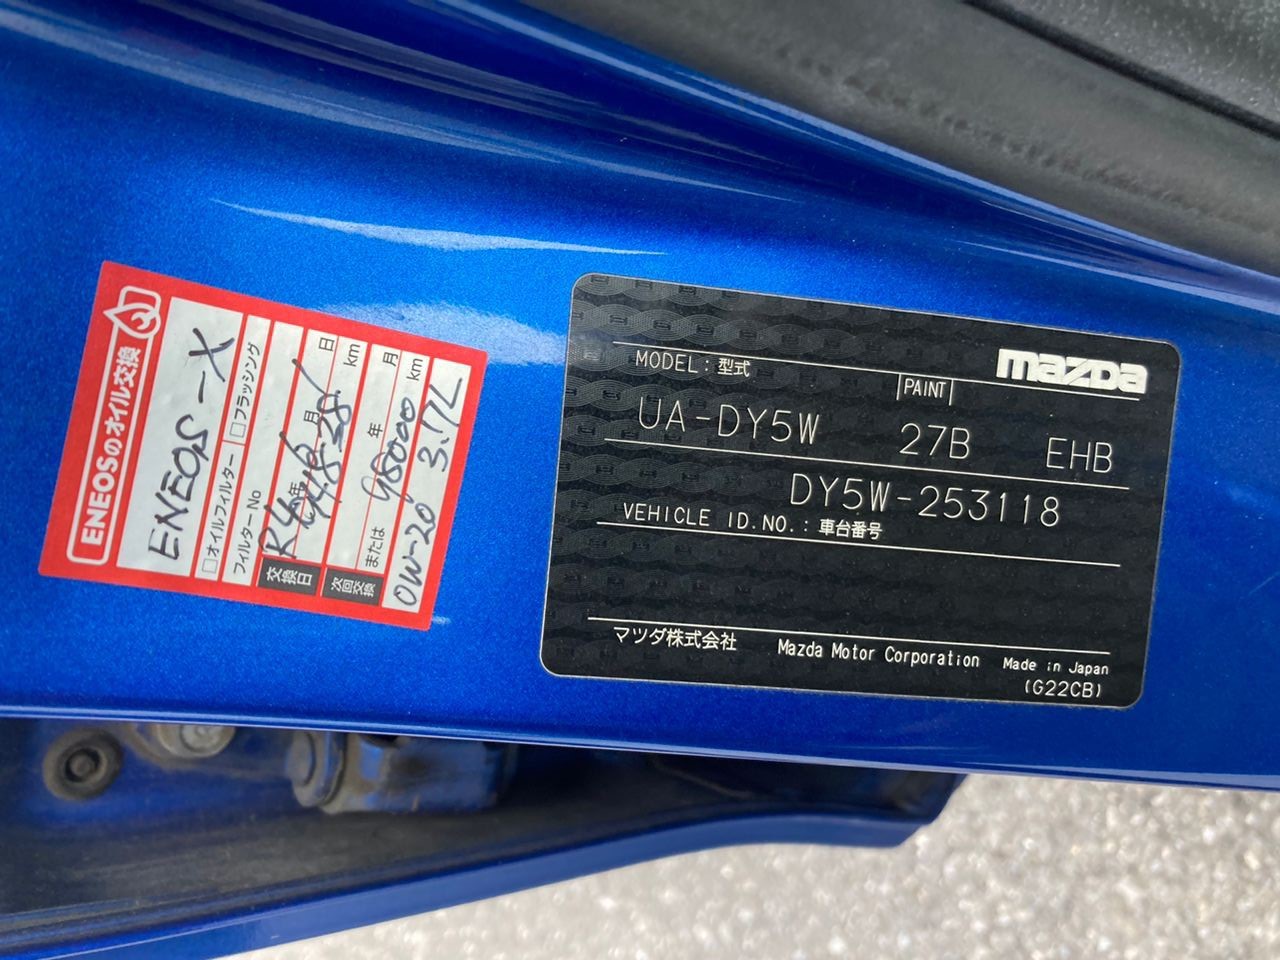 ENEOSのオイル交換
ENEOS-X
□オイルフィルター □フラッシング
フィルターNo
交換日 R4年 月 日
km
次回交換 または 年 月
98000 km
0W-20 3.7L
mazda
MODEL:型式
PAINT
UA-DY5W 27B EHB
DY5W-253118
VEHICLE ID.NO.:車台番号
マツダ株式会社 Mazda Motor Corporation Made in Japan
(G22CB)